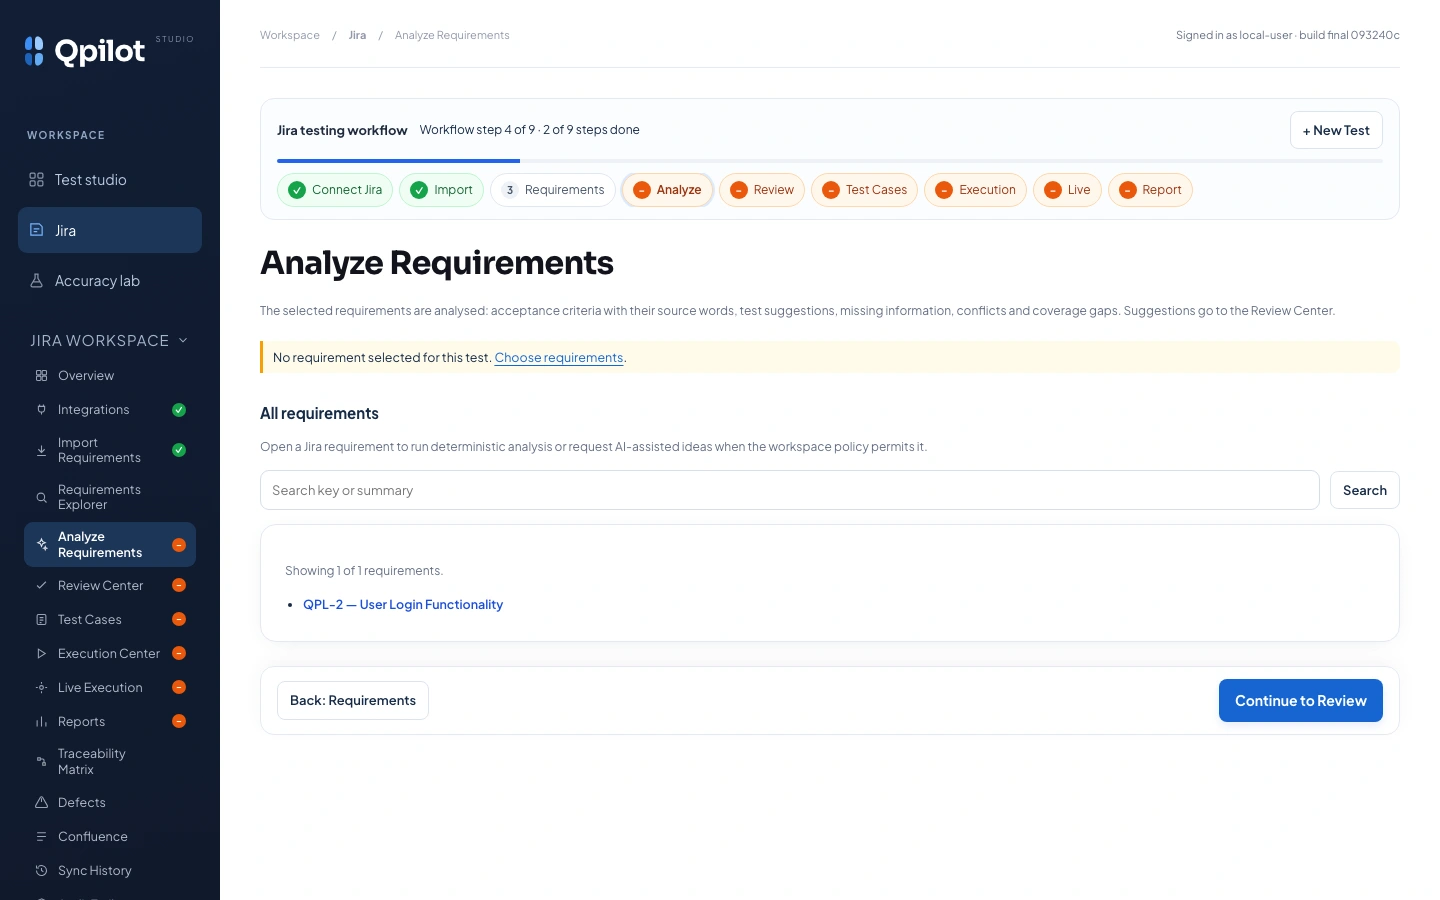 Qpilot STUDIO
WORKSPACE
Test studio
Jira
Accuracy lab
JIRA WORKSPACE
Overview
Integrations
Import
Requirements
Requirements
Explorer
Analyze
Requirements
Review Center
Test Cases
Execution Center
Live Execution
Reports
Traceability
Matrix
Defects
Confluence
Sync History
Workspace / Jira / Analyze Requirements
Signed in as local-user · build final 093240c
Jira testing workflow Workflow step 4 of 9 · 2 of 9 steps done
+ New Test
Connect Jira Import 3 Requirements Analyze Review Test Cases Execution Live Report
Analyze Requirements
The selected requirements are analysed: acceptance criteria with their source words, test suggestions, missing information, conflicts and coverage gaps. Suggestions go to the Review Center.
No requirement selected for this test. Choose requirements.
All requirements
Open a Jira requirement to run deterministic analysis or request AI-assisted ideas when the workspace policy permits it.
Search key or summary
Search
Showing 1 of 1 requirements.
• QPL-2 — User Login Functionality
Back: Requirements
Continue to Review